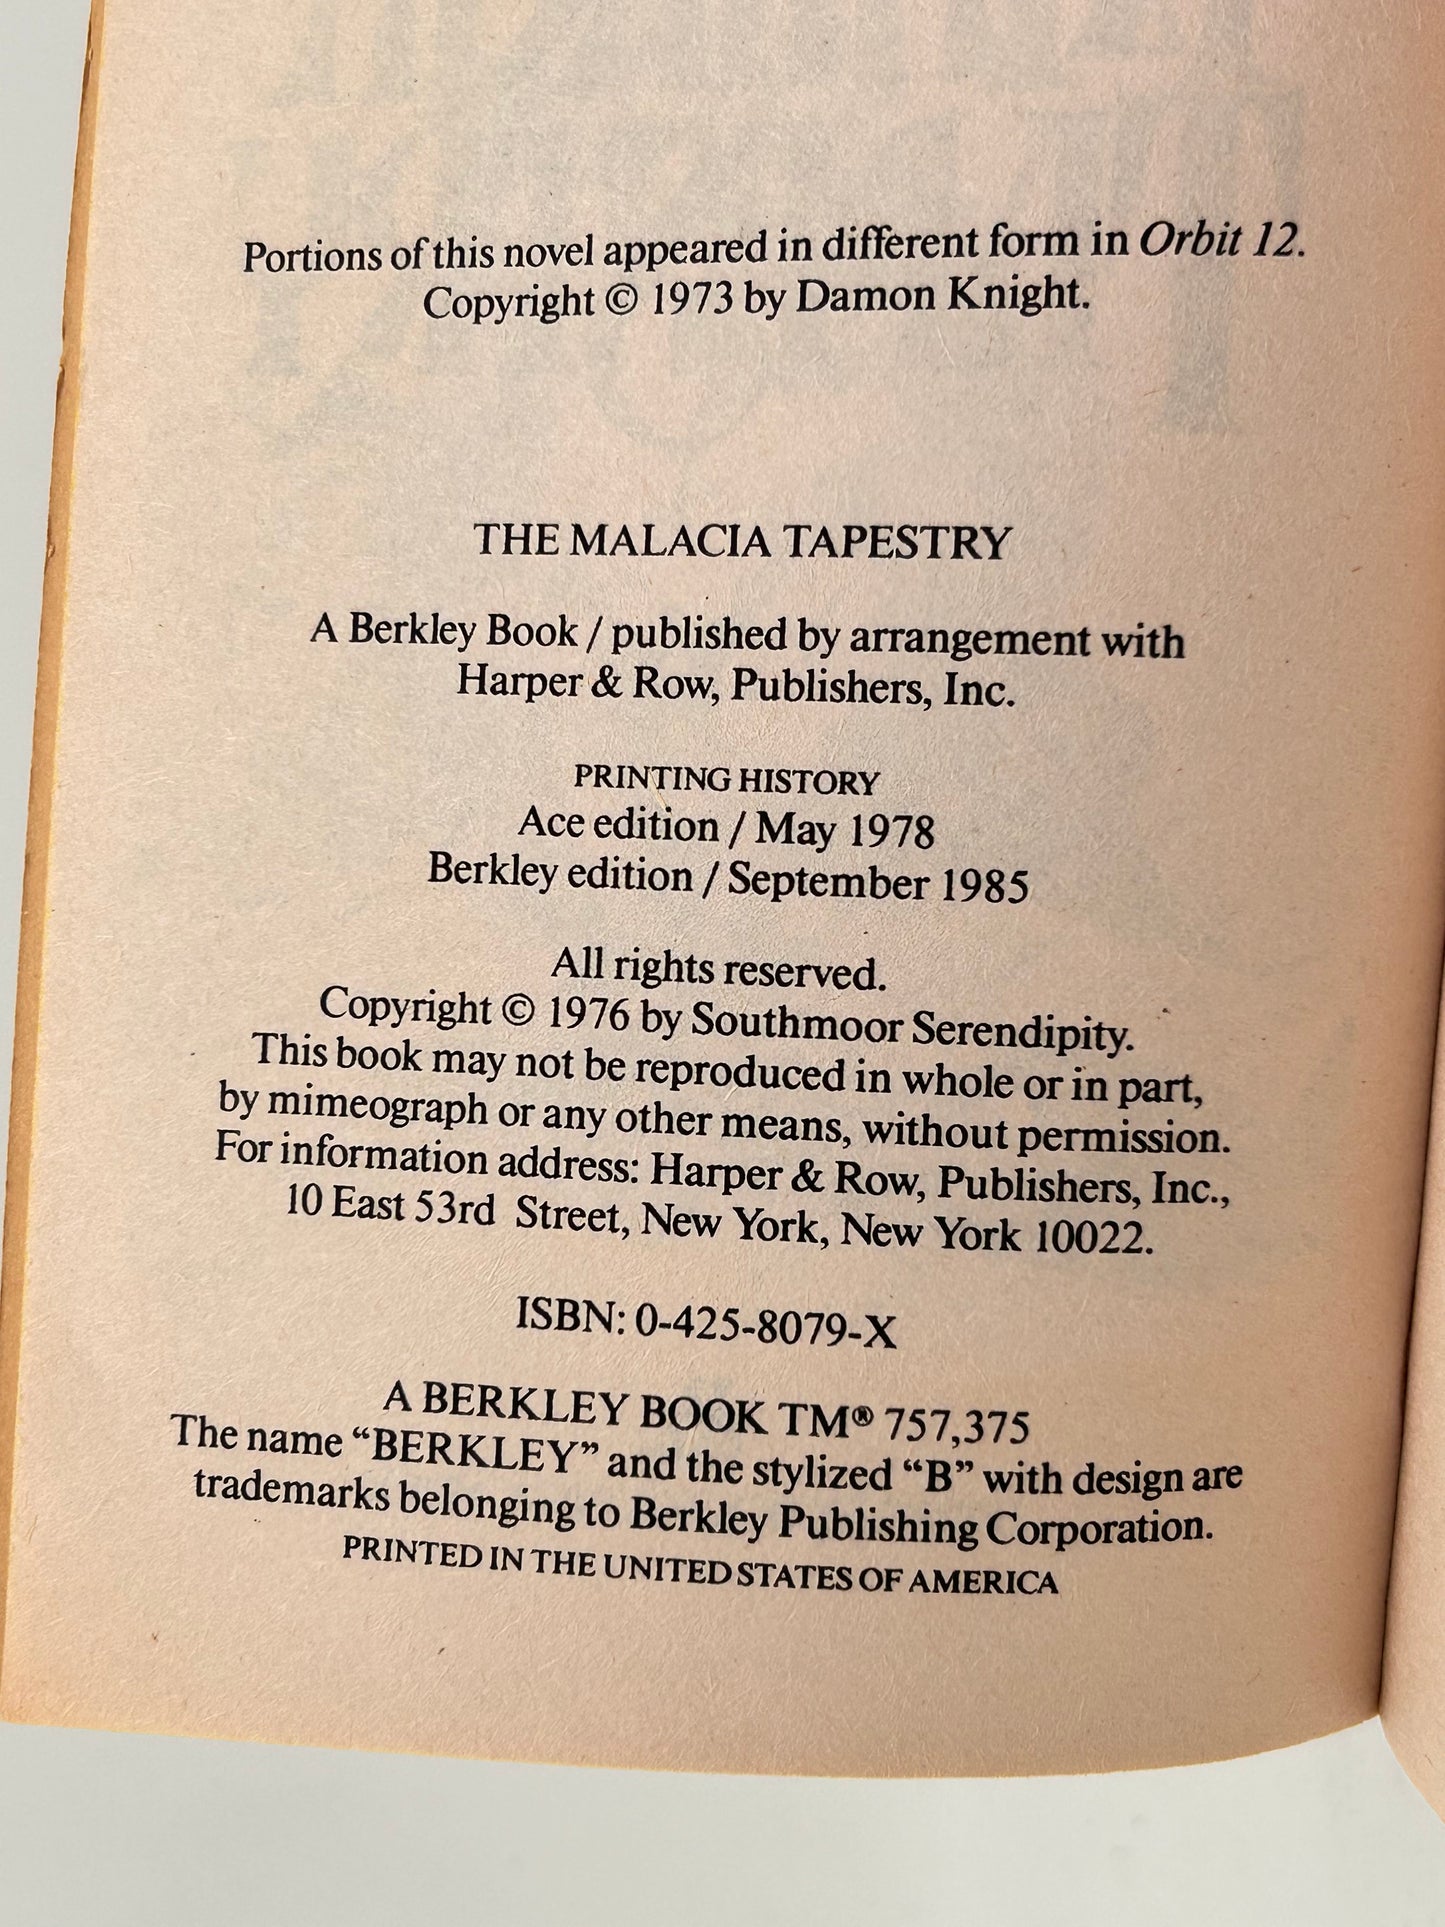 Portions of this novel appeared in different form in Orbit 12.
Copyright © 1973 by Damon Knight.
THE MALACIA TAPESTRY
A Berkley Book / published by arrangement with
Harper & Row, Publishers, Inc.
PRINTING HISTORY
Ace edition / May 1978
Berkley edition / September 1985
All rights reserved.
Copyright © 1976 by Southmoor Serendipity.
This book may not be reproduced in whole or in part,
by mimeograph or any other means, without permission.
For information address: Harper & Row, Publishers, Inc.,
10 East 53rd Street, New York, New York 10022.
ISBN: 0-425-8079-X
A BERKLEY BOOK TM® 757,375
The name “BERKLEY” and the stylized “B” with design are
trademarks belonging to Berkley Publishing Corporation.
PRINTED IN THE UNITED STATES OF AMERICA